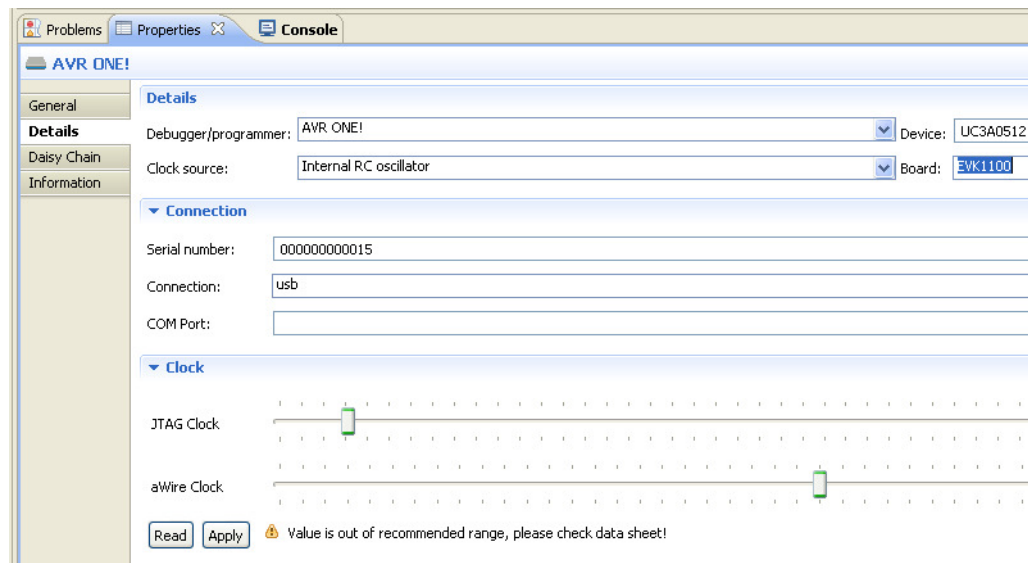 Problems Properties Console
AVR ONE!
General
Details
Daisy Chain
Information
Details
Debugger/programmer: AVR ONE! Device: UC3A0512
Clock source: Internal RC oscillator Board: EVK1100
Connection
Serial number: 000000000015
Connection: usb
COM Port:
Clock
JTAG Clock
aWire Clock
Read Apply Value is out of recommended range, please check data sheet!